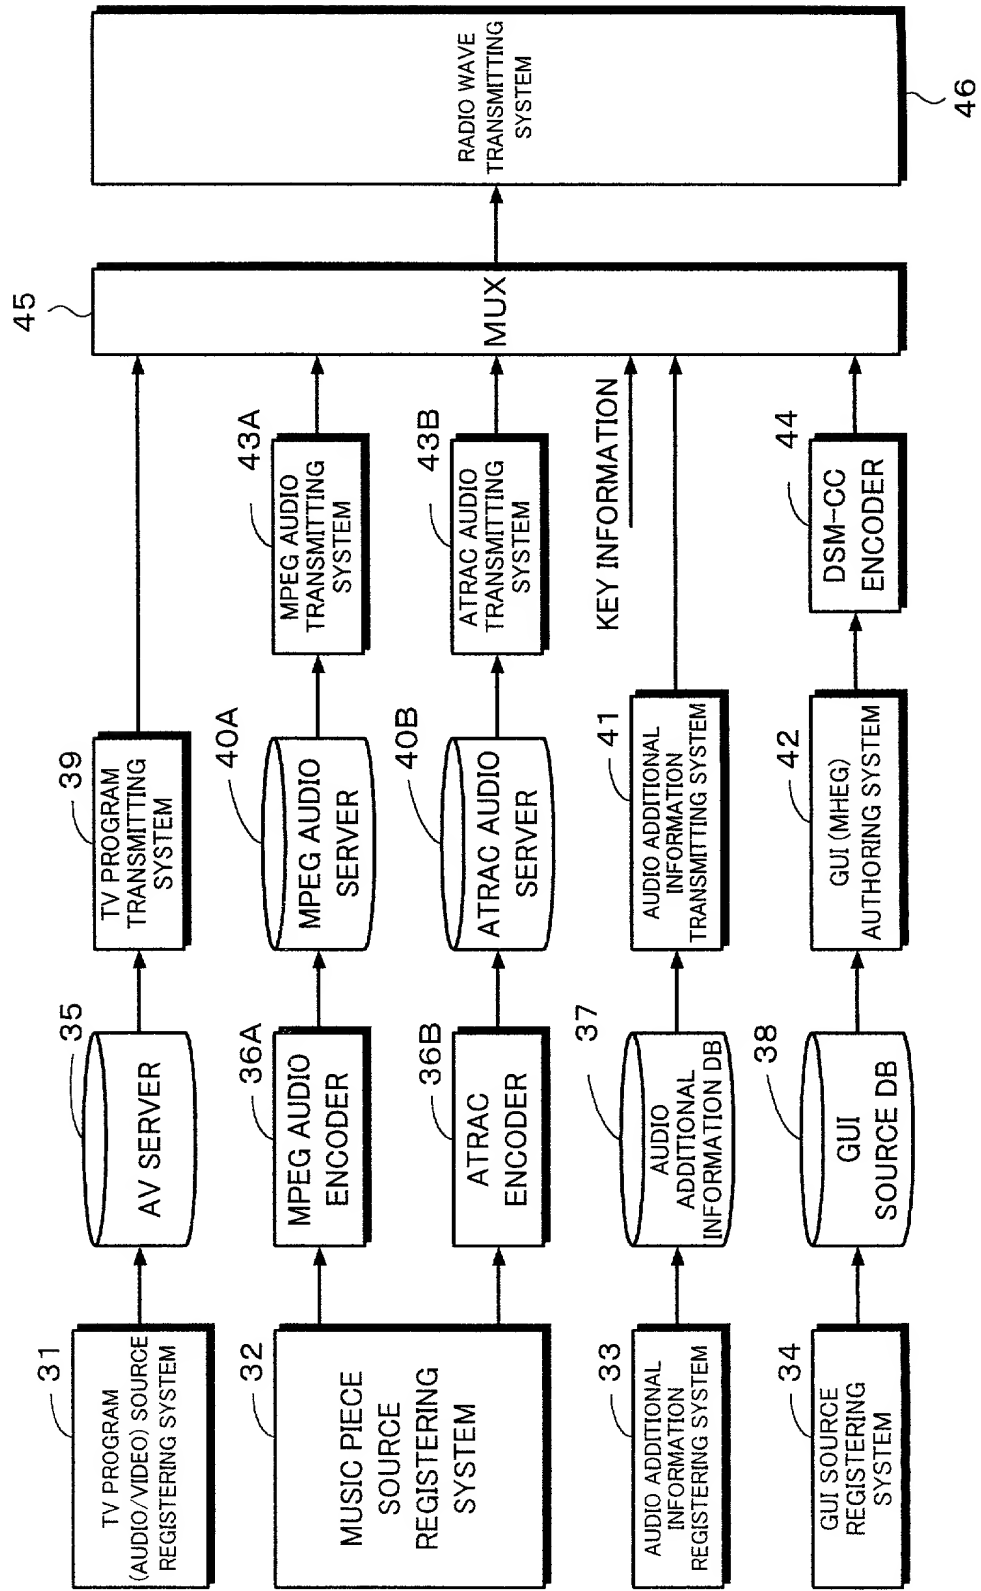 31
TV PROGRAM
(AUDIO/VIDEO) SOURCE
REGISTERING SYSTEM
35
AV SERVER
39
TV PROGRAM
TRANSMITTING
SYSTEM
32
MUSIC PIECE
SOURCE
REGISTERING
SYSTEM
36A
MPEG AUDIO
ENCODER
40A
MPEG AUDIO
SERVER
43A
MPEG AUDIO
TRANSMITTING
SYSTEM
36B
ATRAC
ENCODER
40B
ATRAC AUDIO
SERVER
43B
ATRAC AUDIO
TRANSMITTING
SYSTEM
KEY INFORMATION
33
AUDIO ADDITIONAL
INFORMATION
REGISTERING SYSTEM
37
AUDIO
ADDITIONAL
INFORMATION DB
41
AUDIO ADDITIONAL
INFORMATION
TRANSMITTING SYSTEM
34
GUI SOURCE
REGISTERING
SYSTEM
38
GUI
SOURCE DB
42
GUI (MHEG)
AUTHORING SYSTEM
44
DSM-CC
ENCODER
45
MUX
RADIO WAVE
TRANSMITTING
SYSTEM
46